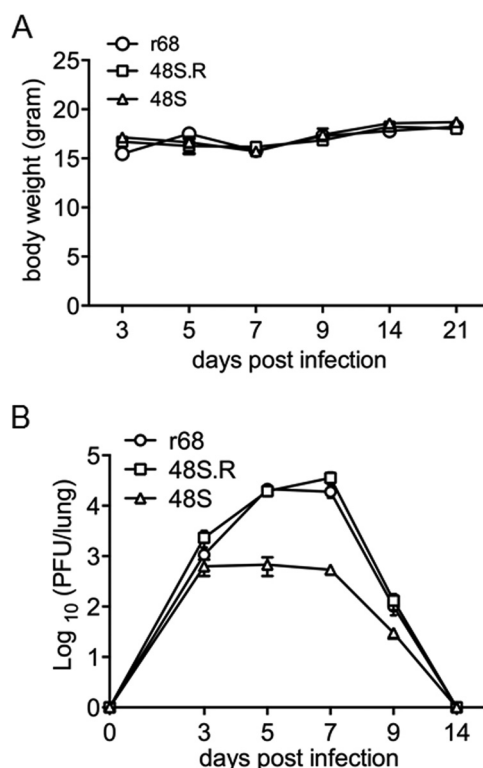 A
r68
48S.R
48S
25
20
15
10
5
0
body weight (gram)
3 5 7 9 14 21
days post infection
B
r68
48S.R
48S
5
4
3
2
1
0
Log 10 (PFU/lung)
0 3 5 7 9 14
days post infection